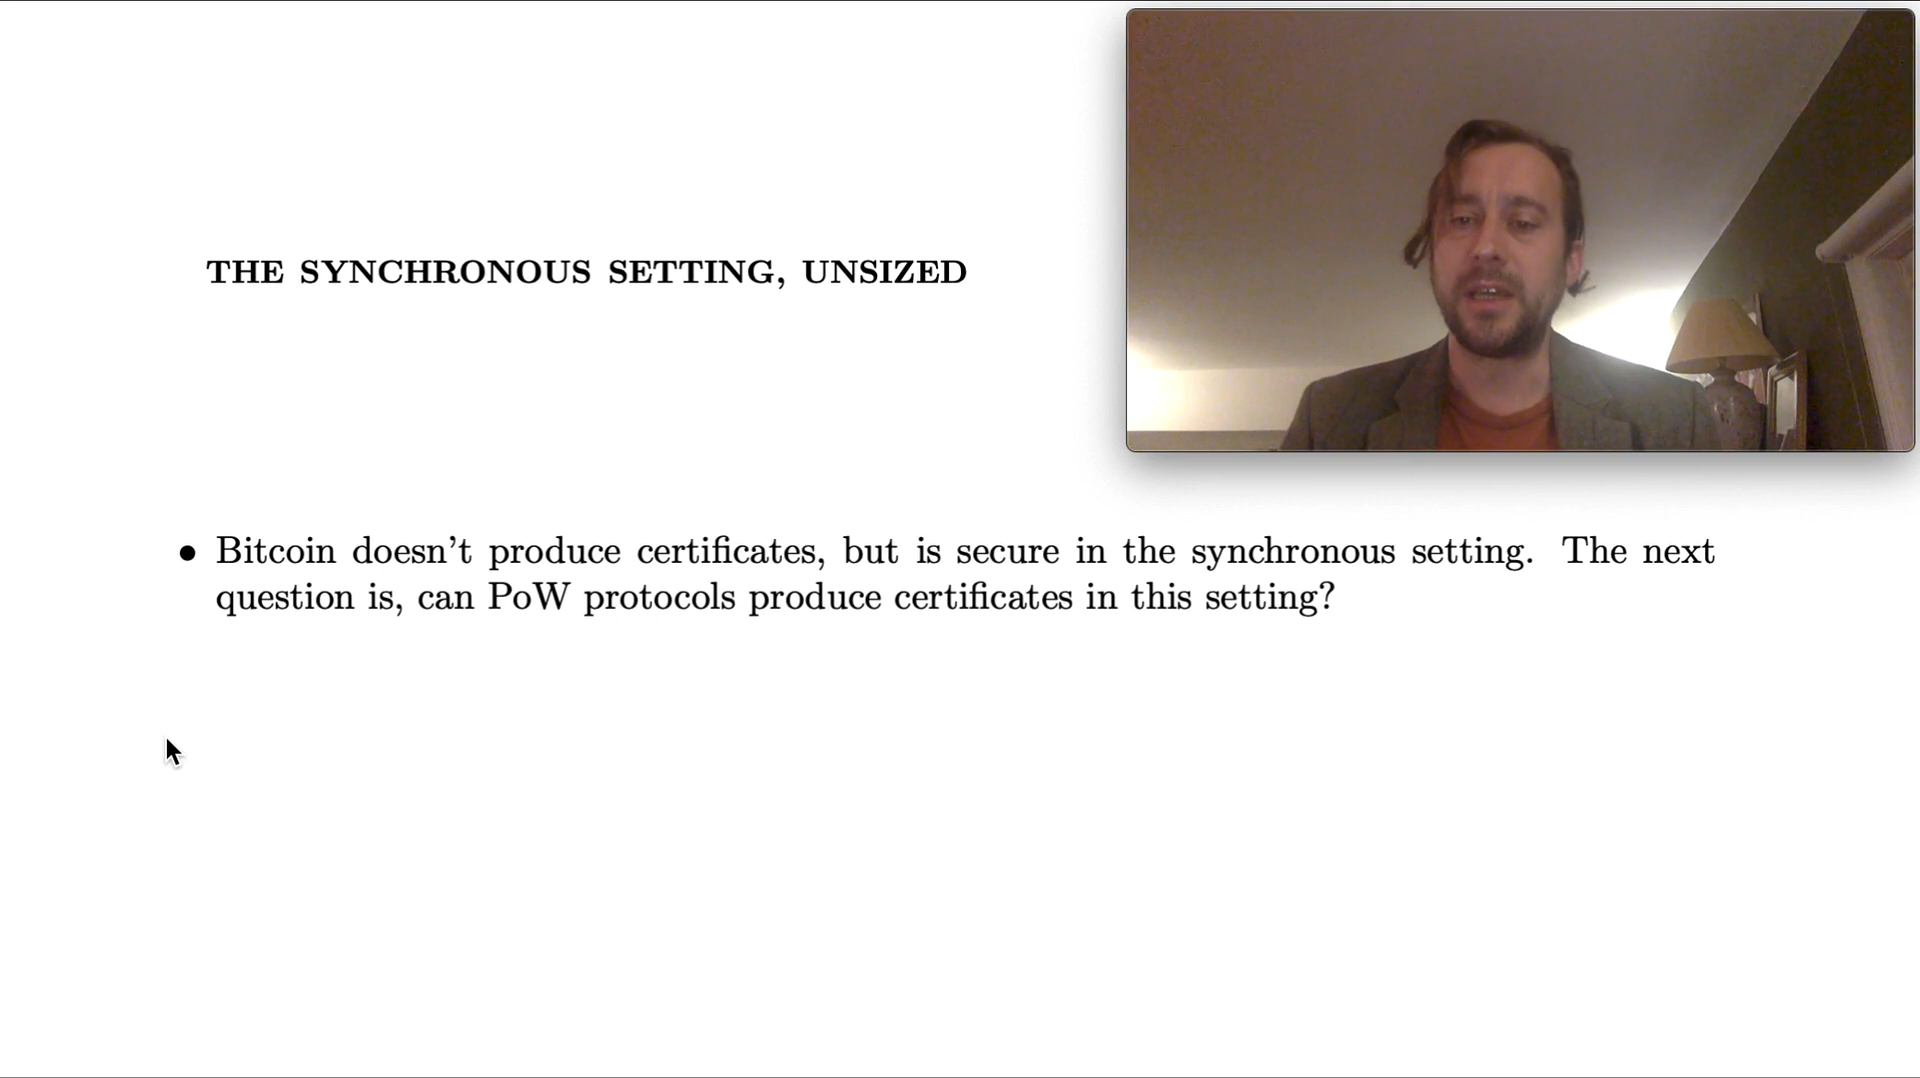 THE SYNCHRONOUS SETTING, UNSIZED
• Bitcoin doesn’t produce certificates, but is secure in the synchronous setting. The next
question is, can PoW protocols produce certificates in this setting?